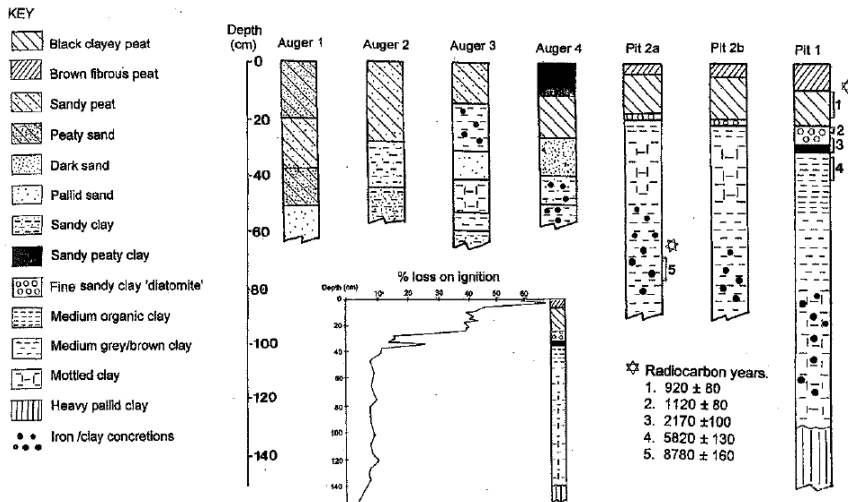 KEY
Black clayey peat
Brown fibrous peat
Sandy peat
Peaty sand
Dark sand
Pallid sand
Sandy clay
Sandy peaty clay
Fine sandy clay 'diatomite'
Medium organic clay
Medium grey/brown clay
Mottled clay
Heavy pallid clay
Iron /clay concretions
Depth
(cm)
0
20
40
60
80
-100
-120
-140
Auger 1
Auger 2
Auger 3
Auger 4
Pit 2a
Pit 2b
Pit 1
5
1
2
3
4
% loss on ignition
Depth (cm)
0
20
40
60
80
100
120
140
10
20
30
40
50
60
Radiocarbon years.
1. 920 ± 80
2. 1120 ± 80
3. 2170 ±100
4. 5820 ± 130
5. 8780 ± 160